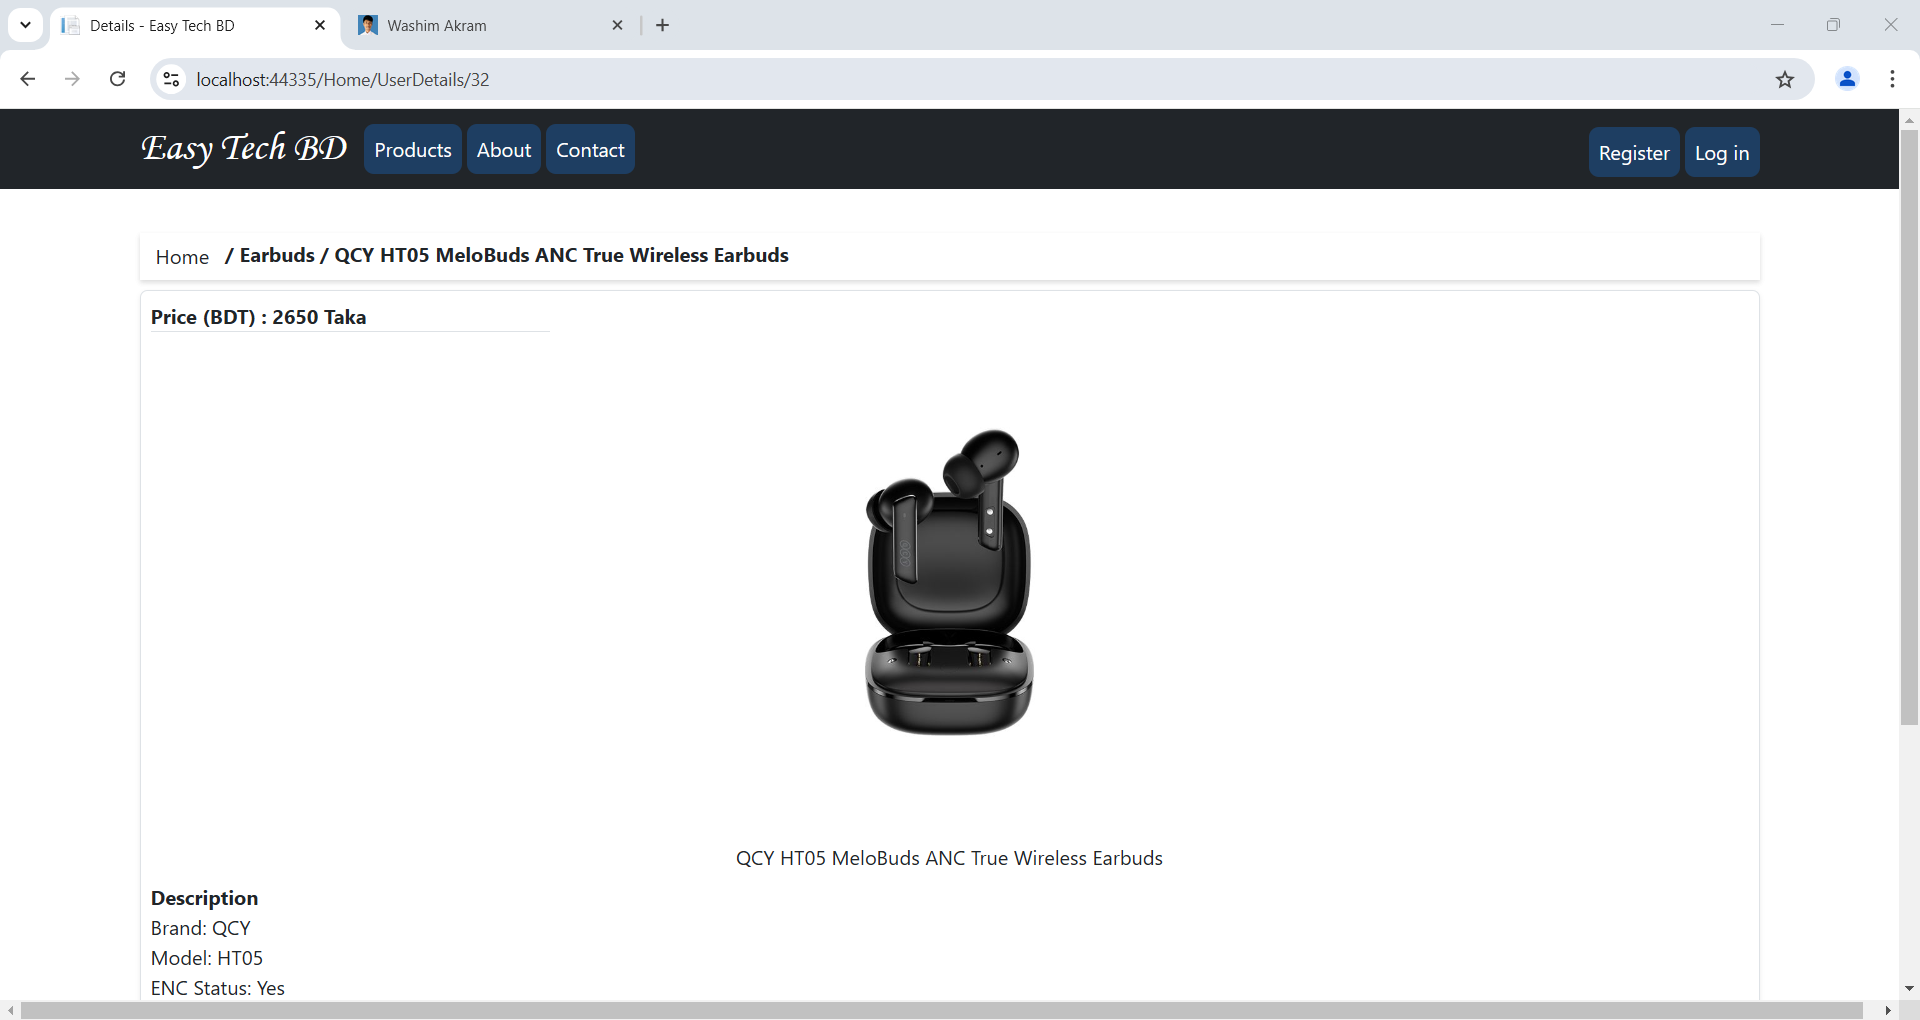 Details - Easy Tech BD
Washim Akram
localhost:44335/Home/UserDetails/32
Easy Tech BD Products About Contact Register Log in
Home / Earbuds / QCY HT05 MeloBuds ANC True Wireless Earbuds
Price (BDT) : 2650 Taka
QCY
QCY HT05 MeloBuds ANC True Wireless Earbuds
Description
Brand: QCY
Model: HT05
ENC Status: Yes